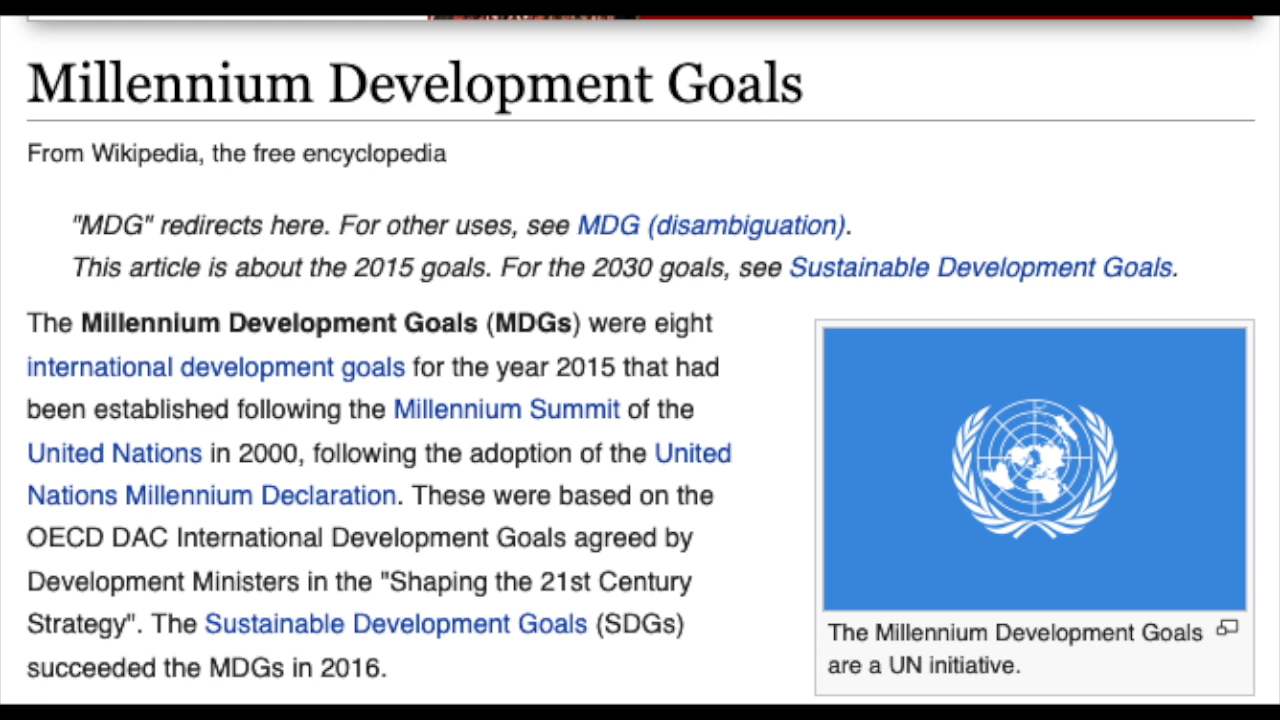 Millennium Development Goals
From Wikipedia, the free encyclopedia
"MDG" redirects here. For other uses, see MDG (disambiguation).
This article is about the 2015 goals. For the 2030 goals, see Sustainable Development Goals.
The Millennium Development Goals (MDGs) were eight
international development goals for the year 2015 that had
been established following the Millennium Summit of the
United Nations in 2000, following the adoption of the United
Nations Millennium Declaration. These were based on the
OECD DAC International Development Goals agreed by
Development Ministers in the "Shaping the 21st Century
Strategy". The Sustainable Development Goals (SDGs)
succeeded the MDGs in 2016.
The Millennium Development Goals
are a UN initiative.